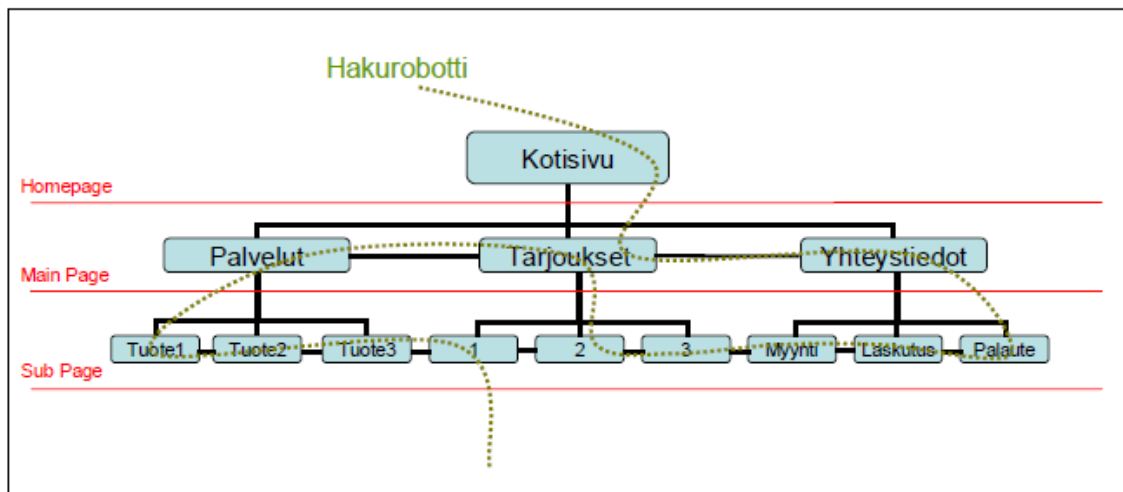 Hakurobotti
Kotisivu
Homepage
Palvelut Tarjoukset Yhteystiedot
Main Page
Tuote1 Tuote2 Tuote3 1 2 3 Myynti Laskutus Palaute
Sub Page